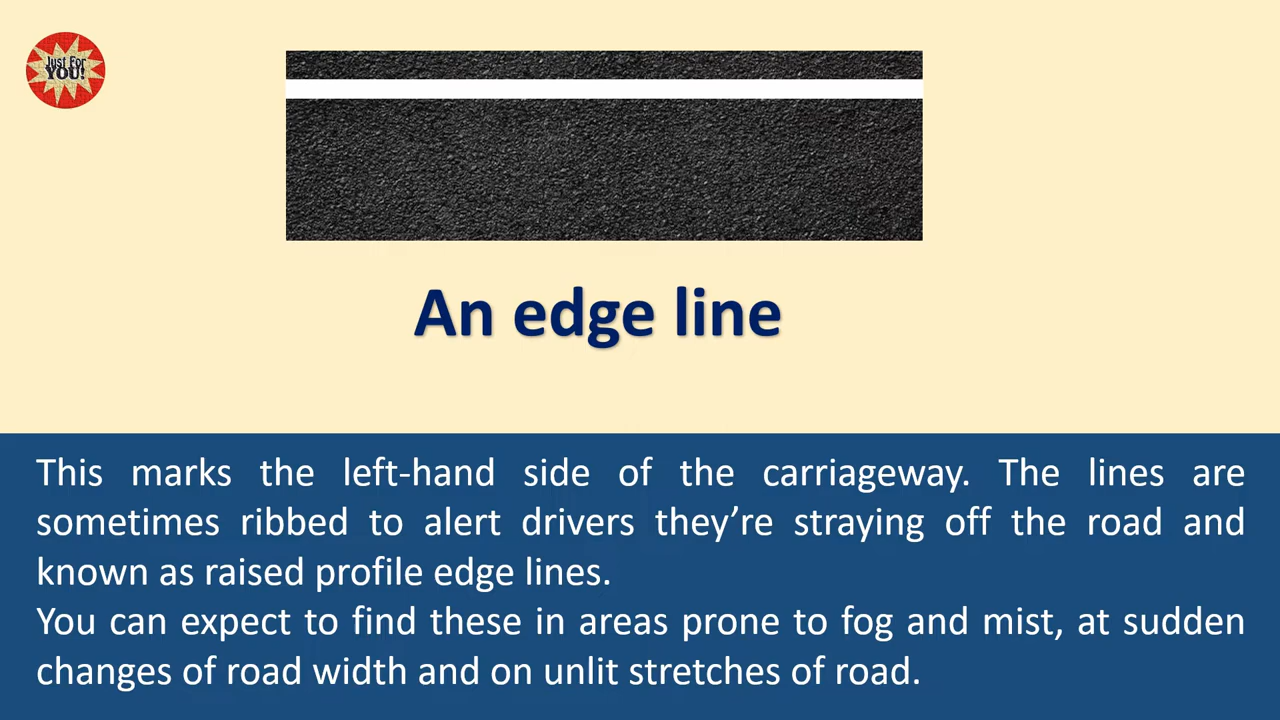 Just For
YOU!
An edge line
This marks the left-hand side of the carriageway. The lines are
sometimes ribbed to alert drivers they’re straying off the road and
known as raised profile edge lines.
You can expect to find these in areas prone to fog and mist, at sudden
changes of road width and on unlit stretches of road.